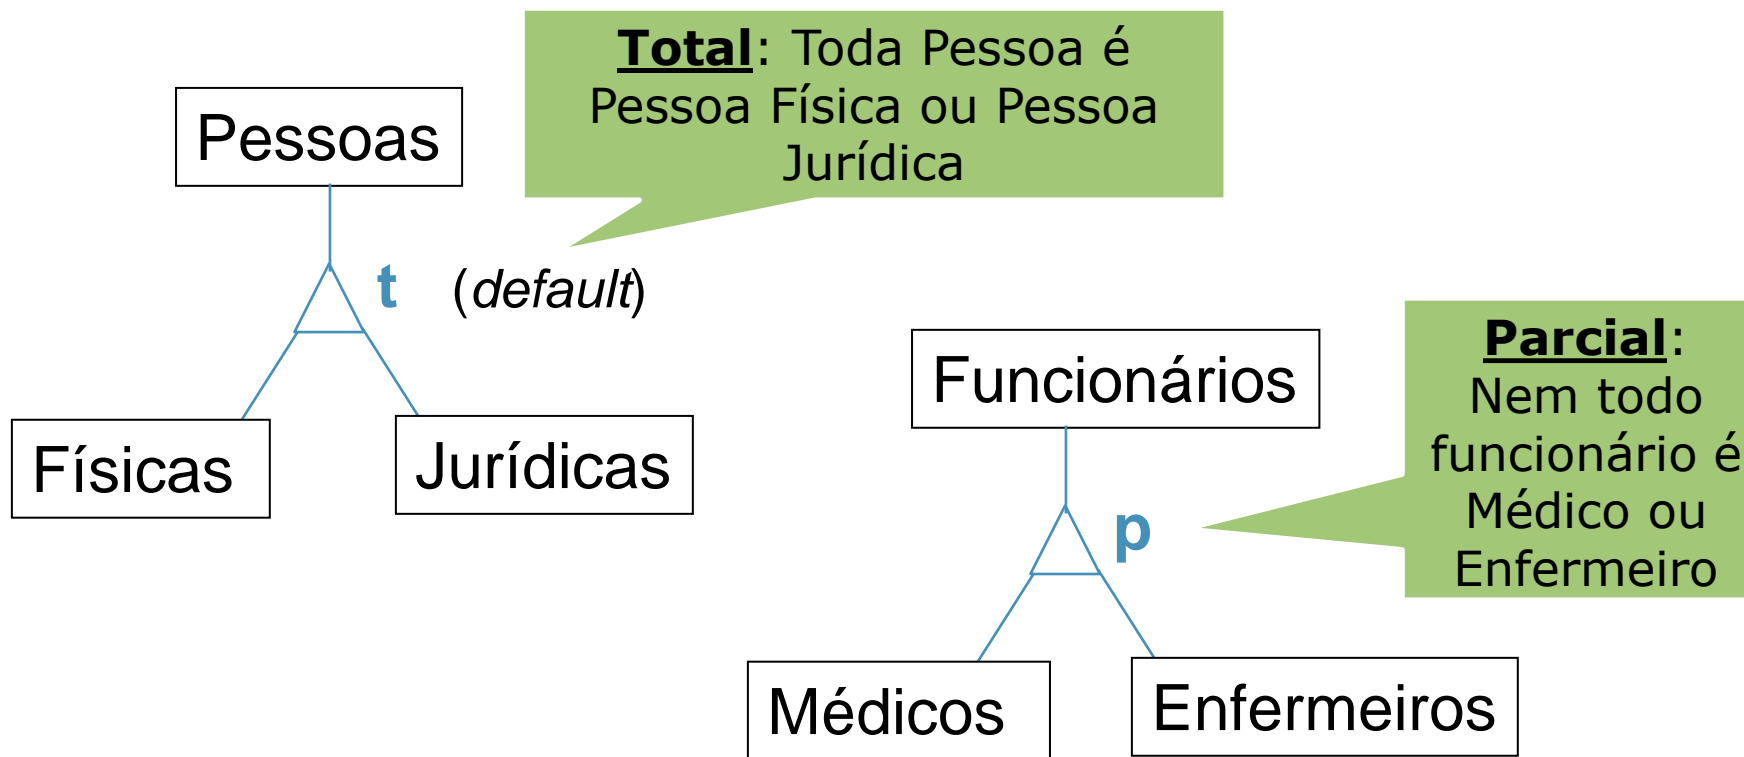 Total: Toda Pessoa é
Pessoa Física ou Pessoa
Jurídica
Pessoas
t (default)
Físicas
Jurídicas
Parcial:
Nem todo
funcionário é
Médico ou
Enfermeiro
Funcionários
p
Médicos
Enfermeiros